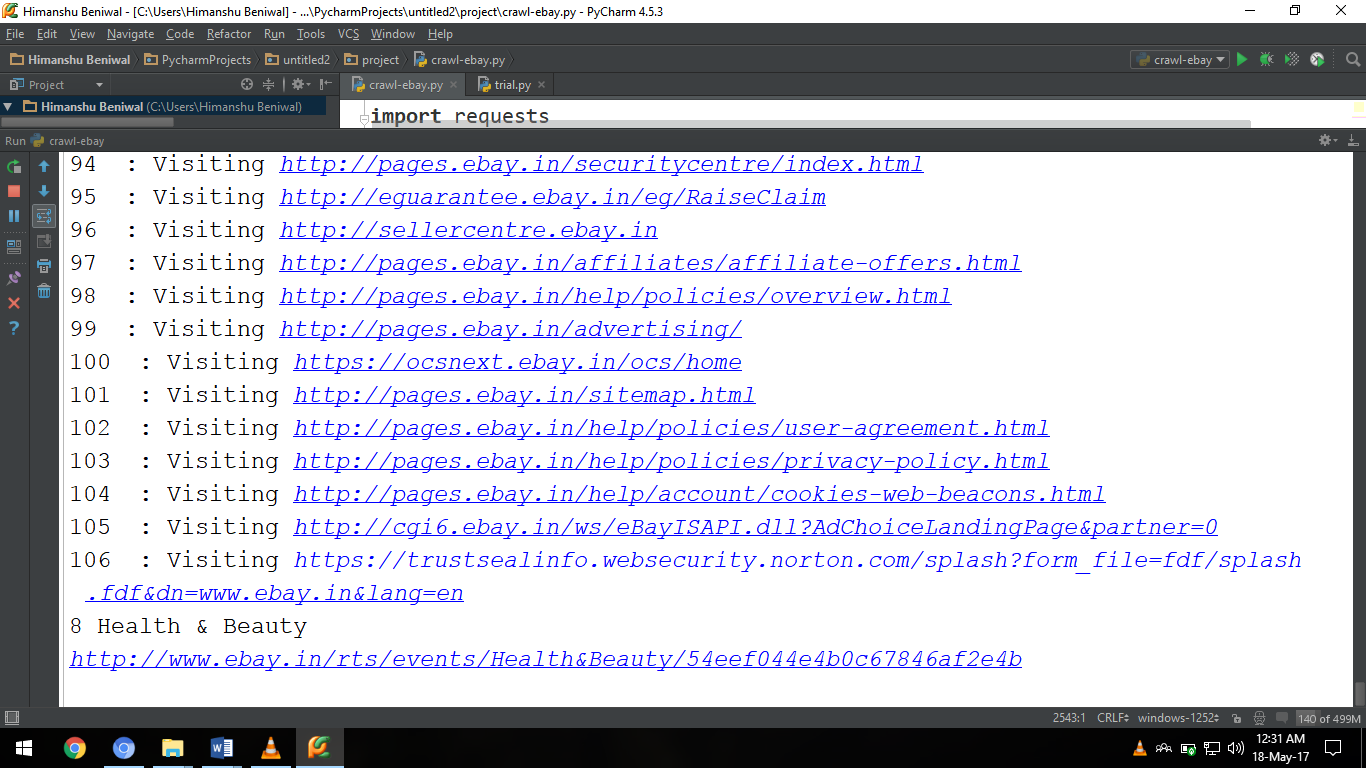 Himanshu Beniwal - [C:\Users\Himanshu Beniwal] - ...\PycharmProjects\untitled2\project\crawl-ebay.py - PyCharm 4.5.3
File Edit View Navigate Code Refactor Run Tools VCS Window Help
Himanshu Beniwal PycharmProjects untitled2 project crawl-ebay.py crawl-ebay
Project crawl-ebay.py trial.py
Himanshu Beniwal (C:\Users\Himanshu Beniwal)
import requests
Run crawl-ebay
94 : Visiting http://pages.ebay.in/securitycentre/index.html
95 : Visiting http://eguarantee.ebay.in/eg/RaiseClaim
96 : Visiting http://sellercentre.ebay.in
97 : Visiting http://pages.ebay.in/affiliates/affiliate-offers.html
98 : Visiting http://pages.ebay.in/help/policies/overview.html
99 : Visiting http://pages.ebay.in/advertising/
100 : Visiting https://ocsnext.ebay.in/ocs/home
101 : Visiting http://pages.ebay.in/sitemap.html
102 : Visiting http://pages.ebay.in/help/policies/user-agreement.html
103 : Visiting http://pages.ebay.in/help/policies/privacy-policy.html
104 : Visiting http://pages.ebay.in/help/account/cookies-web-beacons.html
105 : Visiting http://cgi6.ebay.in/ws/eBayISAPI.dll?AdChoiceLandingPage&partner=0
106 : Visiting https://trustsealinfo.websecurity.norton.com/splash?form_file=fdf/splash
.fdf&dn=www.ebay.in&lang=en
8 Health & Beauty
http://www.ebay.in/rts/events/Health&Beauty/54eef044e4b0c67846af2e4b
2543:1 CRLF windows-1252 140 of 499M
12:31 AM
18-May-17